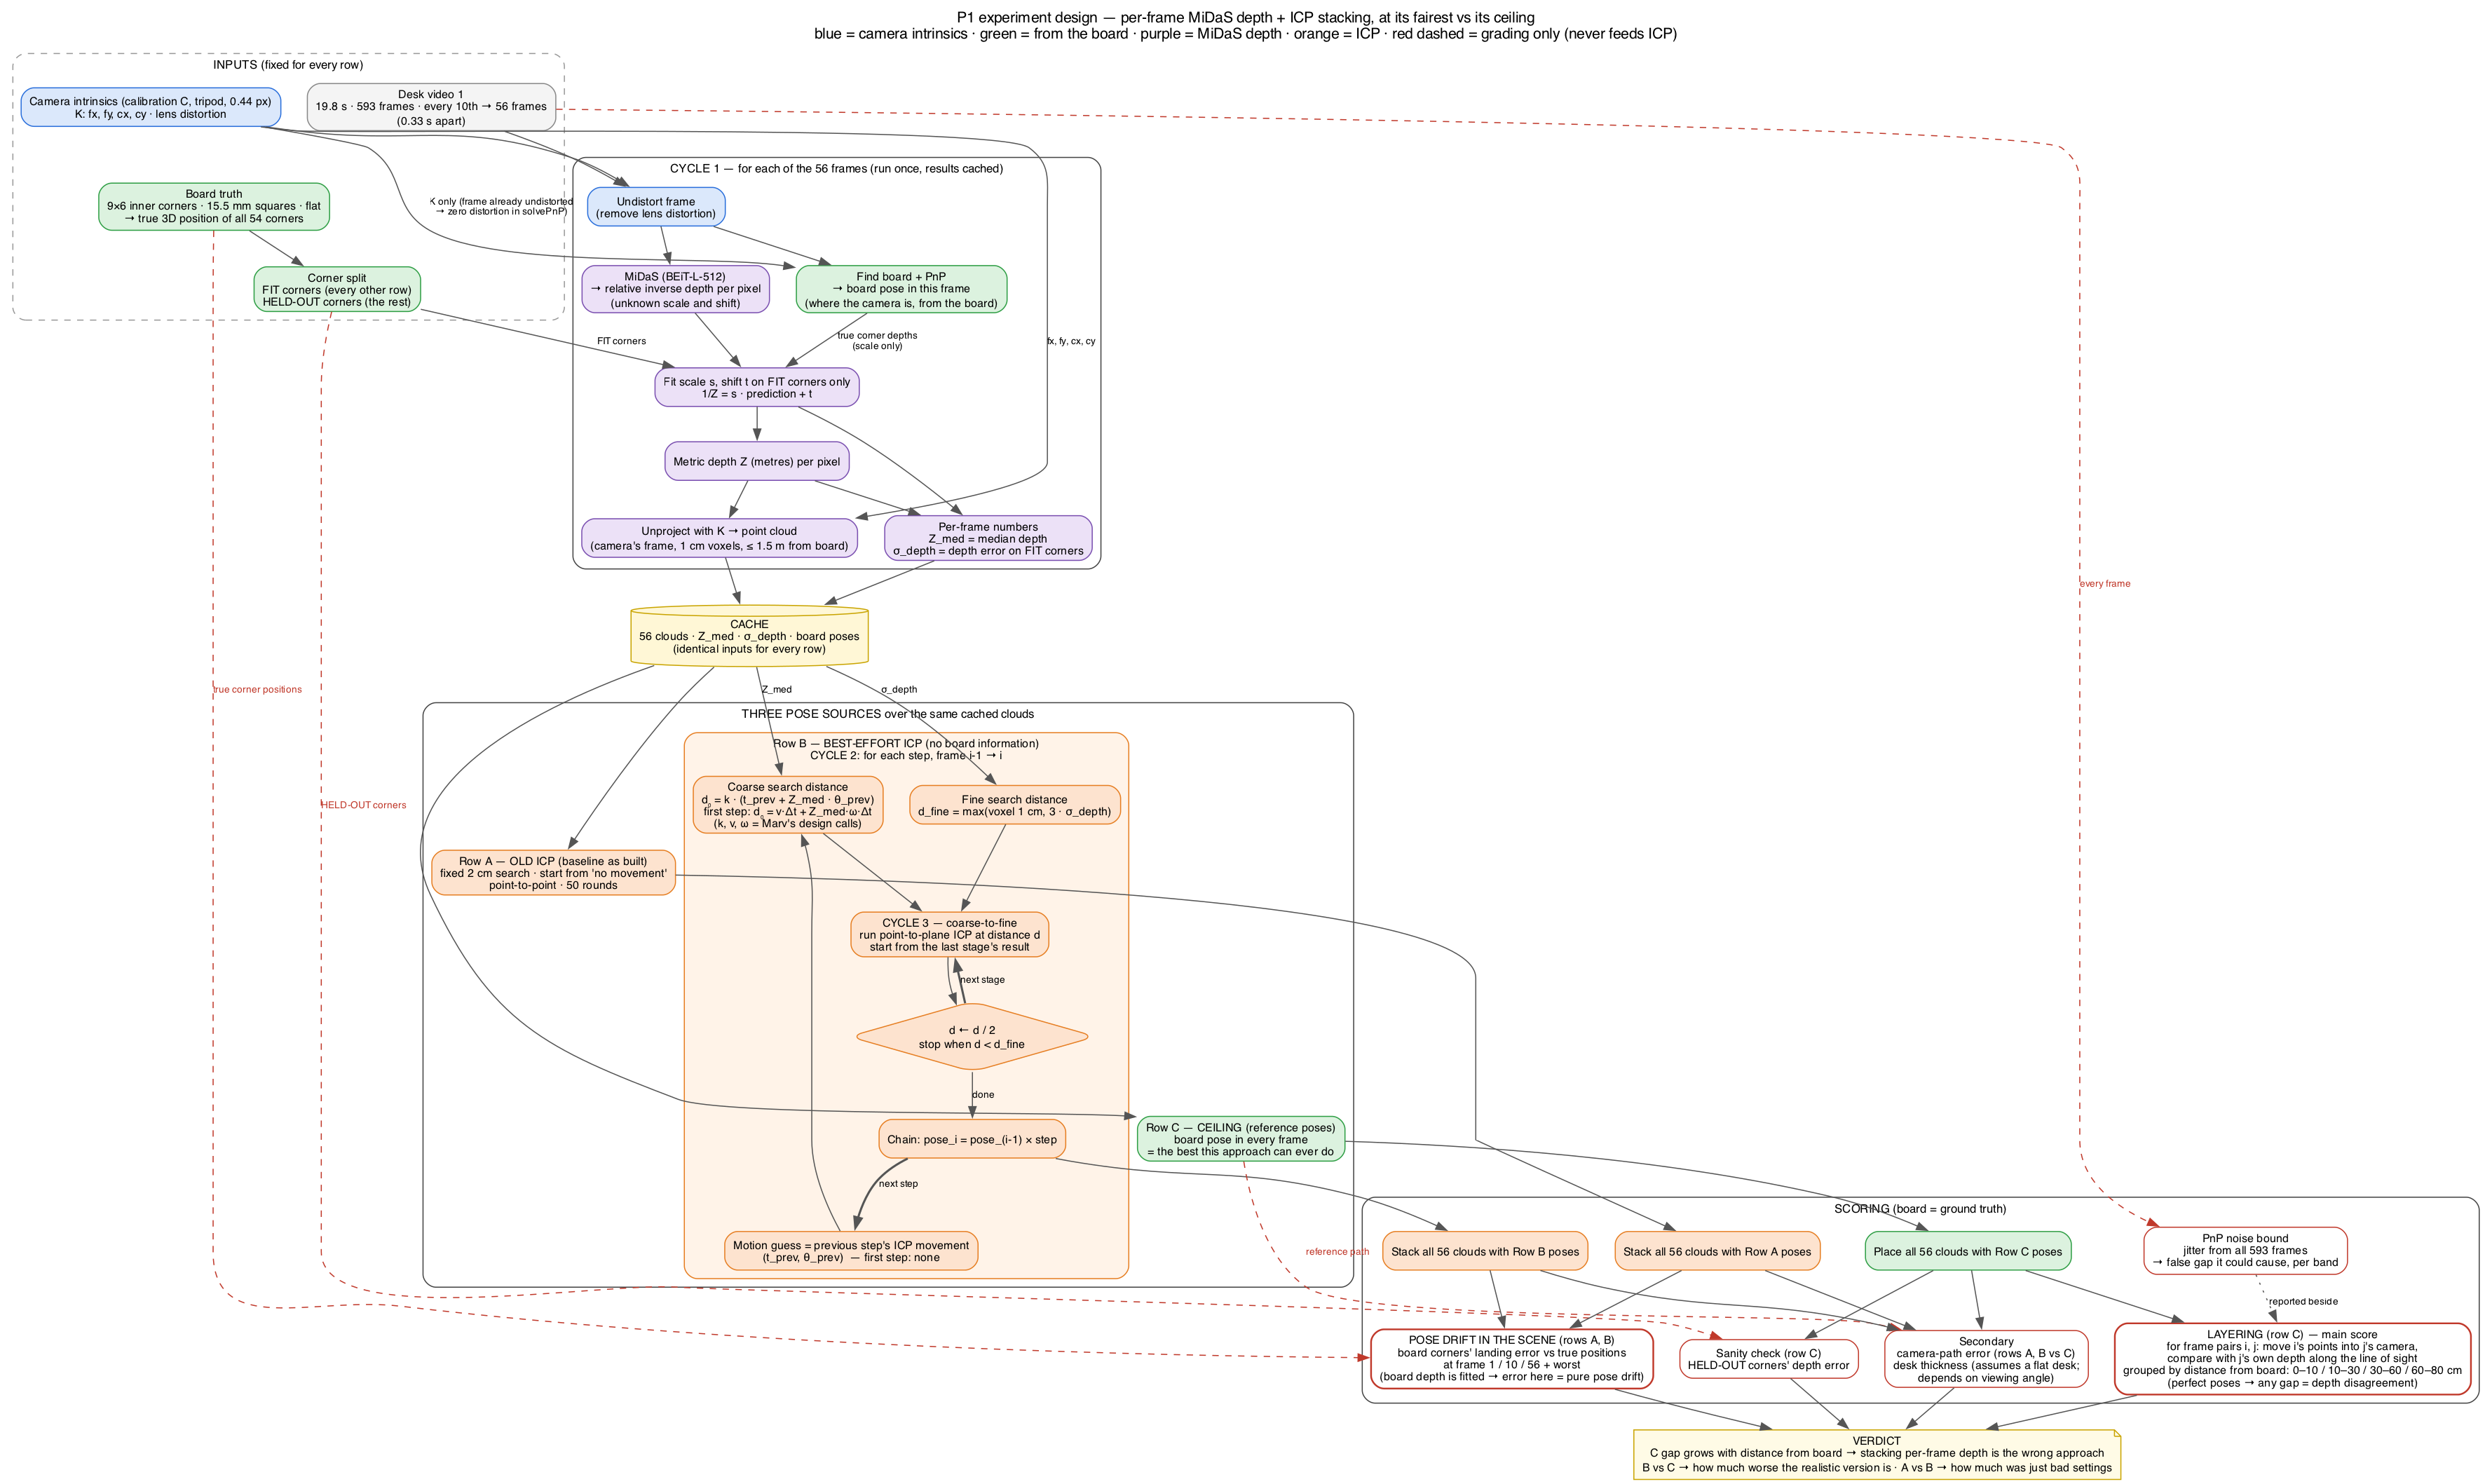 P1 experiment design — per-frame MiDaS depth + ICP stacking, at its fairest vs its ceiling
blue = camera intrinsics · green = from the board · purple = MiDaS depth · orange = ICP · red dashed = grading only (never feeds ICP)
INPUTS (fixed for every row)
Camera intrinsics (calibration C, tripod, 0.44 px)
K: fx, fy, cx, cy · lens distortion
Desk video 1
19.8 s · 593 frames · every 10th → 56 frames
(0.33 s apart)
Board truth
9×6 inner corners · 15.5 mm squares · flat
→ true 3D position of all 54 corners
Corner split
FIT corners (every other row)
HELD-OUT corners (the rest)
K only (frame already undistorted
→ zero distortion in solvePnP)
CYCLE 1 — for each of the 56 frames (run once, results cached)
Undistort frame
(remove lens distortion)
MiDaS (BEiT-L-512)
→ relative inverse depth per pixel
(unknown scale and shift)
Find board + PnP
→ board pose in this frame
(where the camera is, from the board)
FIT corners
true corner depths
(scale only)
fx, fy, cx, cy
Fit scale s, shift t on FIT corners only
1/Z = s · prediction + t
Metric depth Z (metres) per pixel
Unproject with K → point cloud
(camera's frame, 1 cm voxels, ≤ 1.5 m from board)
Per-frame numbers
Z_med = median depth
σ_depth = depth error on FIT corners
every frame
CACHE
56 clouds · Z_med · σ_depth · board poses
(identical inputs for every row)
true corner positions
Z_med
σ_depth
THREE POSE SOURCES over the same cached clouds
Row B — BEST-EFFORT ICP (no board information)
CYCLE 2: for each step, frame i-1 → i
Coarse search distance
d₀ = k · (t_prev + Z_med · θ_prev)
first step: d₀ = v·Δt + Z_med·ω·Δt
(k, v, ω = Marv's design calls)
Fine search distance
d_fine = max(voxel 1 cm, 3 · σ_depth)
HELD-OUT corners
Row A — OLD ICP (baseline as built)
fixed 2 cm search · start from 'no movement'
point-to-point · 50 rounds
CYCLE 3 — coarse-to-fine
run point-to-plane ICP at distance d
start from the last stage's result
next stage
d ← d / 2
stop when d < d_fine
done
Chain: pose_i = pose_(i-1) × step
Row C — CEILING (reference poses)
board pose in every frame
= the best this approach can ever do
next step
Motion guess = previous step's ICP movement
(t_prev, θ_prev) — first step: none
reference path
SCORING (board = ground truth)
Stack all 56 clouds with Row B poses
Stack all 56 clouds with Row A poses
Place all 56 clouds with Row C poses
PnP noise bound
jitter from all 593 frames
→ false gap it could cause, per band
reported beside
POSE DRIFT IN THE SCENE (rows A, B)
board corners' landing error vs true positions
at frame 1 / 10 / 56 + worst
(board depth is fitted → error here = pure pose drift)
Sanity check (row C)
HELD-OUT corners' depth error
Secondary
camera-path error (rows A, B vs C)
desk thickness (assumes a flat desk;
depends on viewing angle)
LAYERING (row C) — main score
for frame pairs i, j: move i's points into j's camera,
compare with j's own depth along the line of sight
grouped by distance from board: 0–10 / 10–30 / 30–60 / 60–80 cm
(perfect poses → any gap = depth disagreement)
VERDICT
C gap grows with distance from board → stacking per-frame depth is the wrong approach
B vs C → how much worse the realistic version is · A vs B → how much was just bad settings